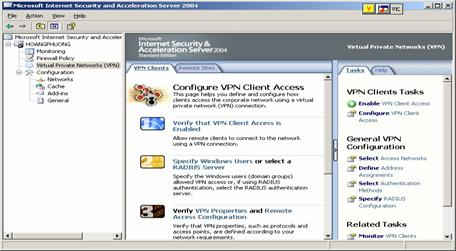 Microsoft Internet Security and Acceleration Server 2004
V
VK
File Action View Help
Microsoft Internet Security and Acceler
HOANGPHUONG
Monitoring
Firewall Policy
Virtual Private Networks (VPN)
Configuration
Networks
Cache
Add-ins
General
Microsoft
Internet Security &
Acceleration Server 2004
Standard Edition
Virtual Private Networks (VPN)
VPN Clients
Remote Sites
Configure VPN Client Access
This page helps you define and configure how
clients access the corporate network using a virtual
private network (VPN) connection.
1
Verify that VPN Client Access is
Enabled
Allow remote clients to connect to the network
using a VPN connection.
2
Specify Windows Users or select a
RADIUS Server
Specify the Windows users (domain groups)
allowed VPN access or, if using RADIUS
authentication, select the RADIUS authentication
server.
3
Verify VPN Properties and Remote
Access Configuration
Verify that VPN properties, such as protocols and
access points, are defined according to your
network requirements.
Tasks
Help
VPN Clients Tasks
Enable VPN Client Access
Configure VPN Client
Access
General VPN
Configuration
Select Access Networks
Define Address
Assignments
Select Authentication
Methods
Specify RADIUS
Configuration
Related Tasks
Monitor VPN Clients